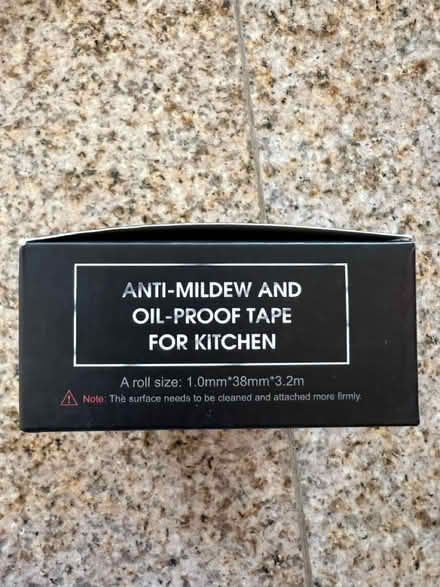 ANTI-MILDEW AND
OIL-PROOF TAPE
FOR KITCHEN
A roll size: 1.0mm*38mm*3.2m
Note: The surface needs to be cleaned and attached more firmly.